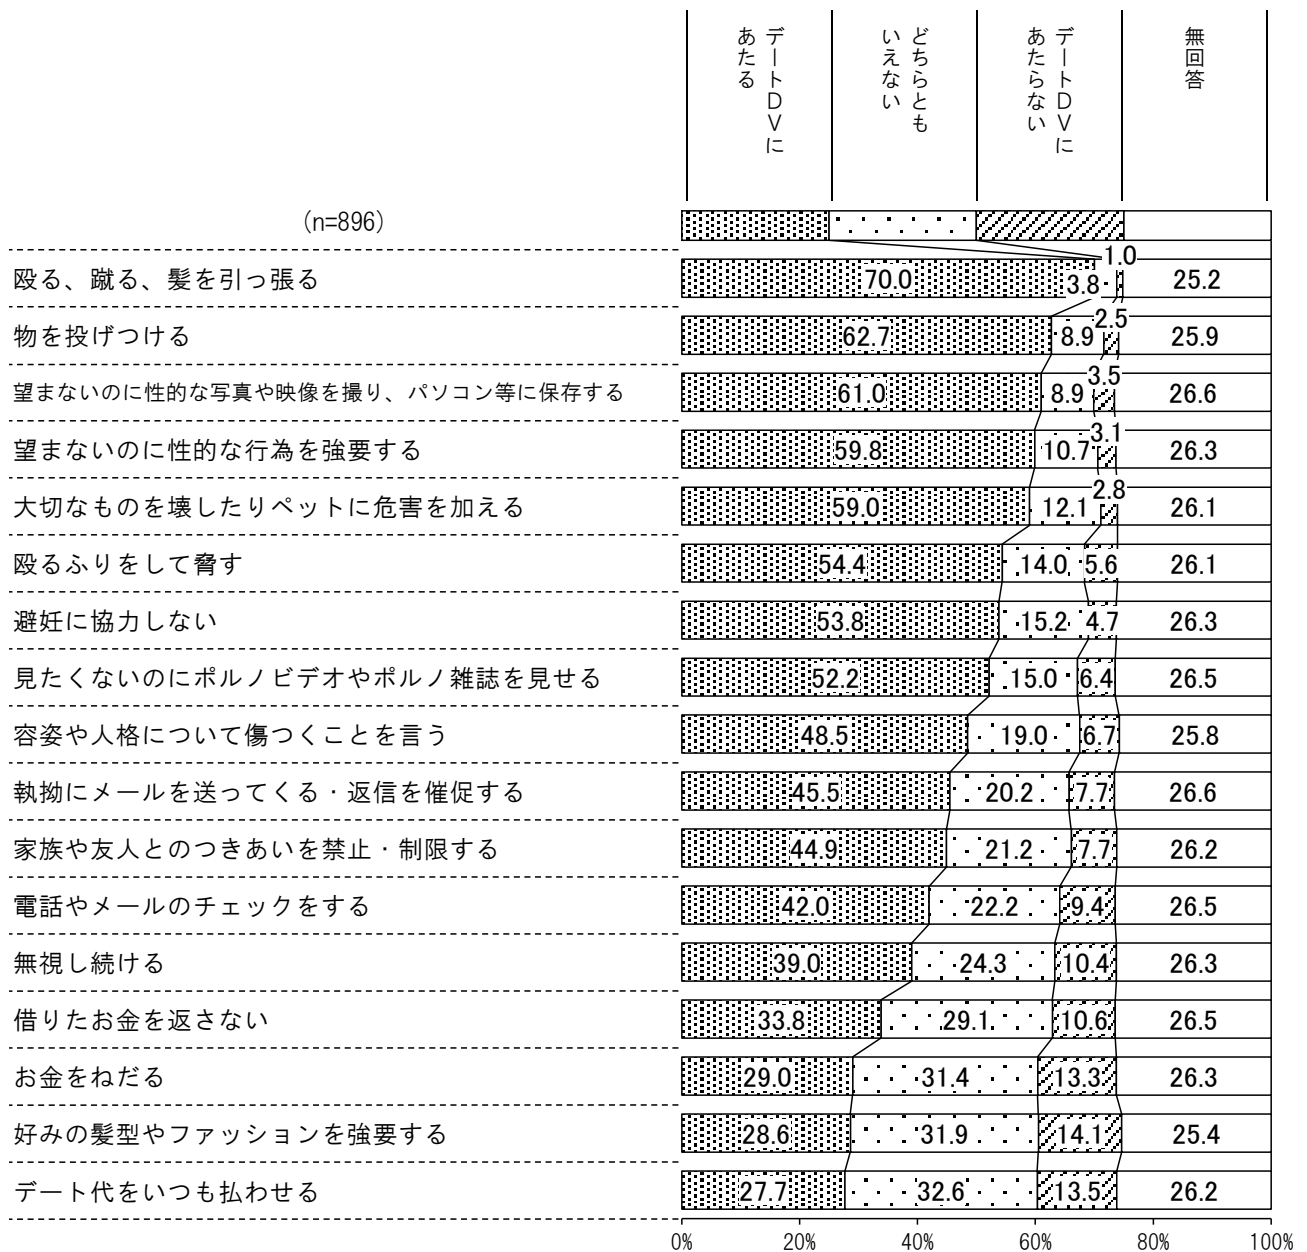 デートDVに
あたる
どちらとも
いえない
デートDVに
あたらない
無回答
(n=896)
殴る、蹴る、髪を引っ張る 70.0 3.8 1.0 25.2
物を投げつける 62.7 8.9 2.5 25.9
望まないのに性的な写真や映像を撮り、パソコン等に保存する 61.0 8.9 3.5 26.6
望まないのに性的な行為を強要する 59.8 10.7 3.1 26.3
大切なものを壊したりペットに危害を加える 59.0 12.1 2.8 26.1
殴るふりをして脅す 54.4 14.0 5.6 26.1
避妊に協力しない 53.8 15.2 4.7 26.3
見たくないのにポルノビデオやポルノ雑誌を見せる 52.2 15.0 6.4 26.5
容姿や人格について傷つくことを言う 48.5 19.0 6.7 25.8
執拗にメールを送ってくる・返信を催促する 45.5 20.2 7.7 26.6
家族や友人とのつきあいを禁止・制限する 44.9 21.2 7.7 26.2
電話やメールのチェックをする 42.0 22.2 9.4 26.5
無視し続ける 39.0 24.3 10.4 26.3
借りたお金を返さない 33.8 29.1 10.6 26.5
お金をねだる 29.0 31.4 13.3 26.3
好みの髪型やファッションを強要する 28.6 31.9 14.1 25.4
デート代をいつも払わせる 27.7 32.6 13.5 26.2
0% 20% 40% 60% 80% 100%